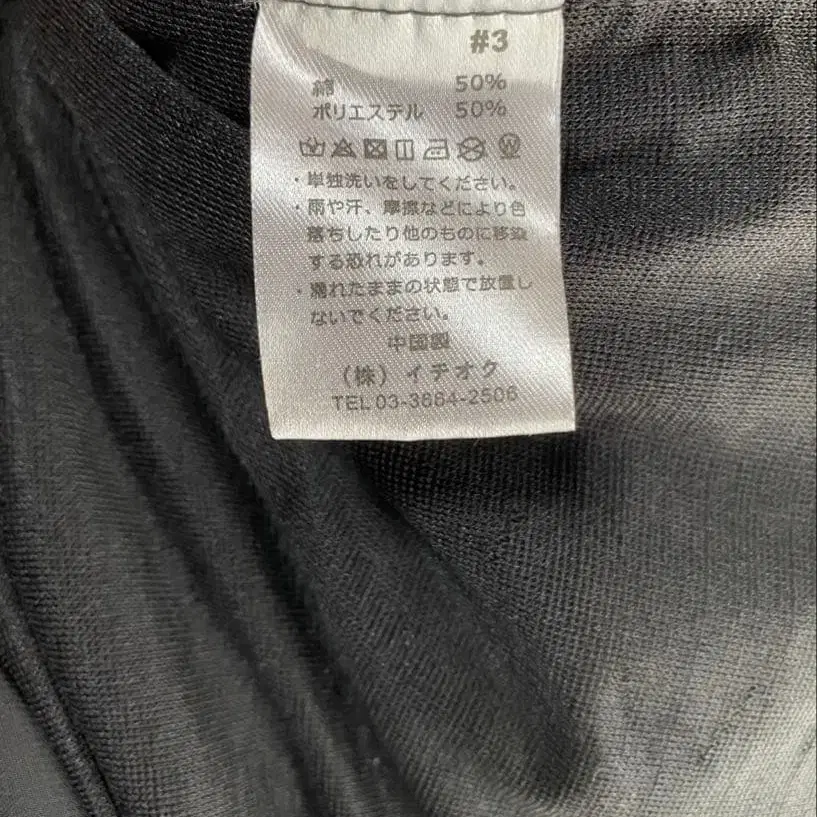 #3
綿 50%
ポリエステル 50%
・単独洗いをしてください。
・雨や汗、摩擦などにより色
落ちしたり他のものに移染
する恐れがあります。
・濡れたままの状態で放置し
ないでください。
中国製
（株）イチオク
TEL 03-3864-2506